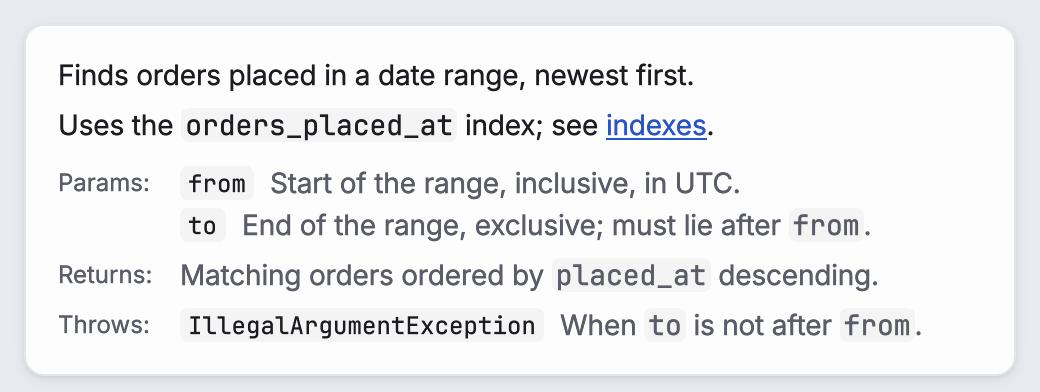 Finds orders placed in a date range, newest first.
Uses the orders_placed_at index; see indexes.
Params: from Start of the range, inclusive, in UTC.
to End of the range, exclusive; must lie after from.
Returns: Matching orders ordered by placed_at descending.
Throws: IllegalArgumentException When to is not after from.